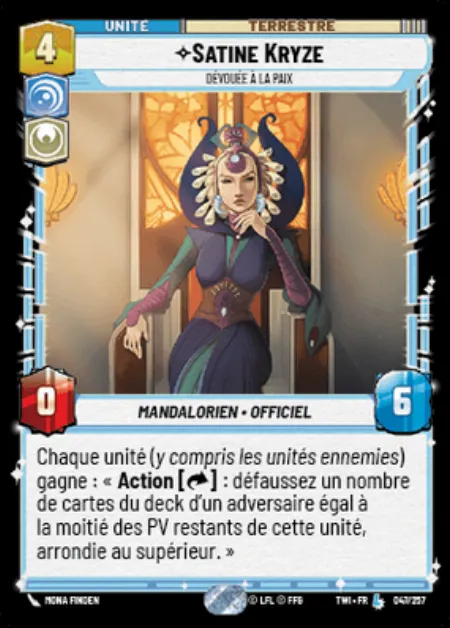 UNITÉ
TERRESTRE
4
Satine Kryze
DÉVOUÉE À LA PAIX
0
MANDALORIEN • OFFICIEL
6
Chaque unité (y compris les unités ennemies)
gagne : « Action [ ] : défaussez un nombre
de cartes du deck d'un adversaire égal à
la moitié des PV restants de cette unité,
arrondie au supérieur. »
MONA FINDEN
© LFL © FFG
TWI • FR
L
047/257